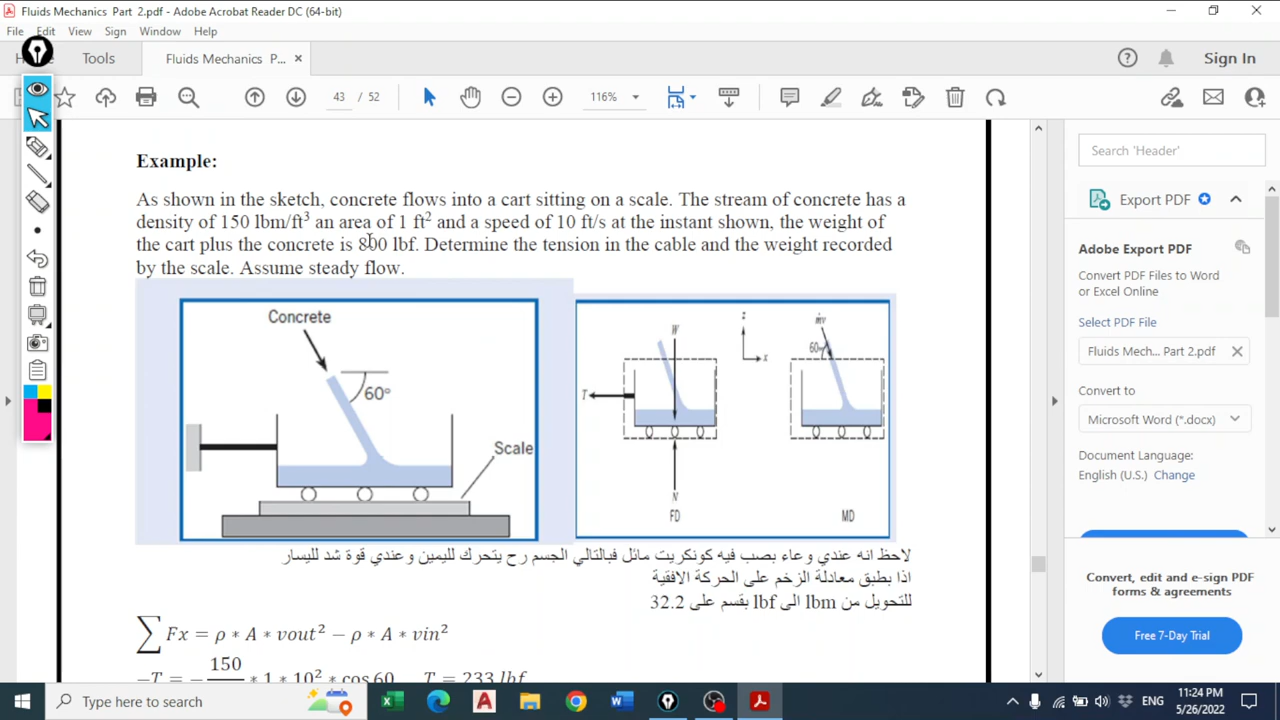 Fluids Mechanics Part 2.pdf - Adobe Acrobat Reader DC (64-bit)
File Edit View Sign Window Help
Tools Fluids Mechanics P... × Sign In
43 / 52 116%
Example:
As shown in the sketch, concrete flows into a cart sitting on a scale. The stream of concrete has a
density of 150 lbm/ft³ an area of 1 ft² and a speed of 10 ft/s at the instant shown, the weight of
the cart plus the concrete is 800 lbf. Determine the tension in the cable and the weight recorded
by the scale. Assume steady flow.
Concrete
60°
Scale
W
z
x
T
N
FD
ṁv
60°
MD
لاحظ انه عندي وعاء بصب فيه كونكريت مائل فبالتالي الجسم رح يتحرك لليمين وعندي قوة شد لليسار
اذا بطبق معادلة الزخم على الحركة الافقية
للتحويل من lbm الى lbf بقسم على 32.2
∑ Fx = ρ * A * vout² − ρ * A * vin²
−T = − 150 * 1 * 10² * cos 60 T = 233 lbf
Search 'Header'
Export PDF
Adobe Export PDF
Convert PDF Files to Word
or Excel Online
Select PDF File
Fluids Mech... Part 2.pdf
Convert to
Microsoft Word (*.docx)
Document Language:
English (U.S.) Change
Convert, edit and e-sign PDF
forms & agreements
Free 7-Day Trial
Type here to search
ENG
11:24 PM
5/26/2022